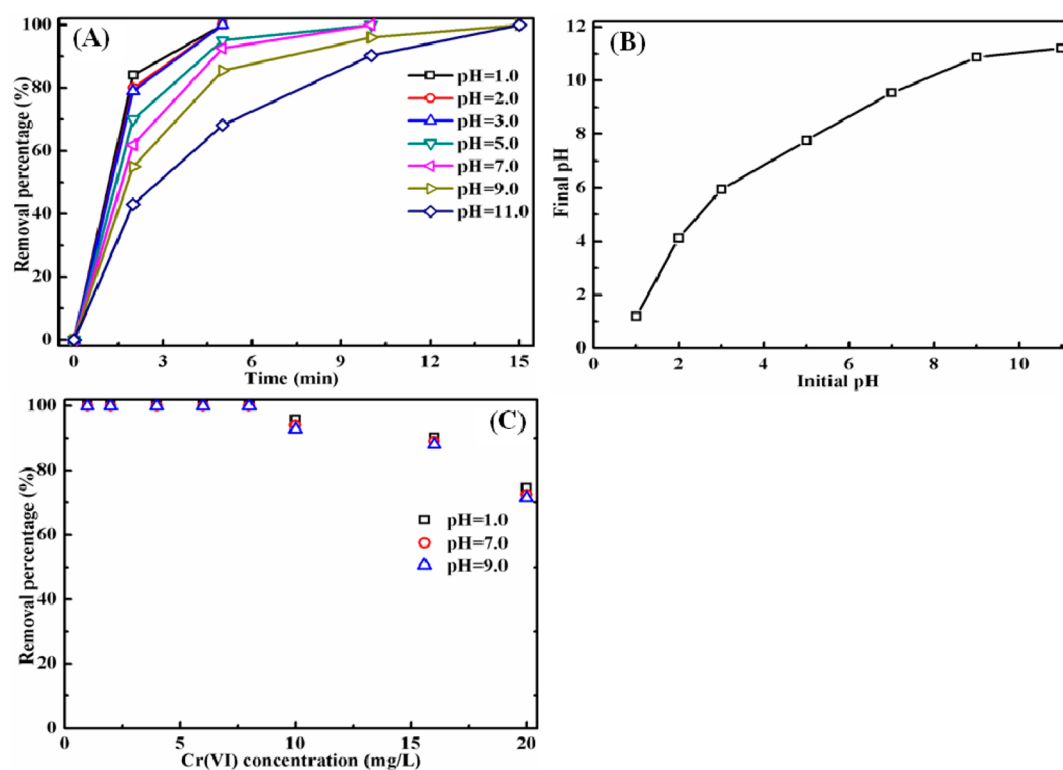 (A)
Removal percentage (%)
100
80
60
40
20
0
pH=1.0
pH=2.0
pH=3.0
pH=5.0
pH=7.0
pH=9.0
pH=11.0
0 3 6 9 12 15
Time (min)
(B)
Final pH
12
10
8
6
4
2
0
0 2 4 6 8 10
Initial pH
(C)
Removal percentage (%)
100
80
60
40
20
0
pH=1.0
pH=7.0
pH=9.0
0 5 10 15 20
Cr(VI) concentration (mg/L)